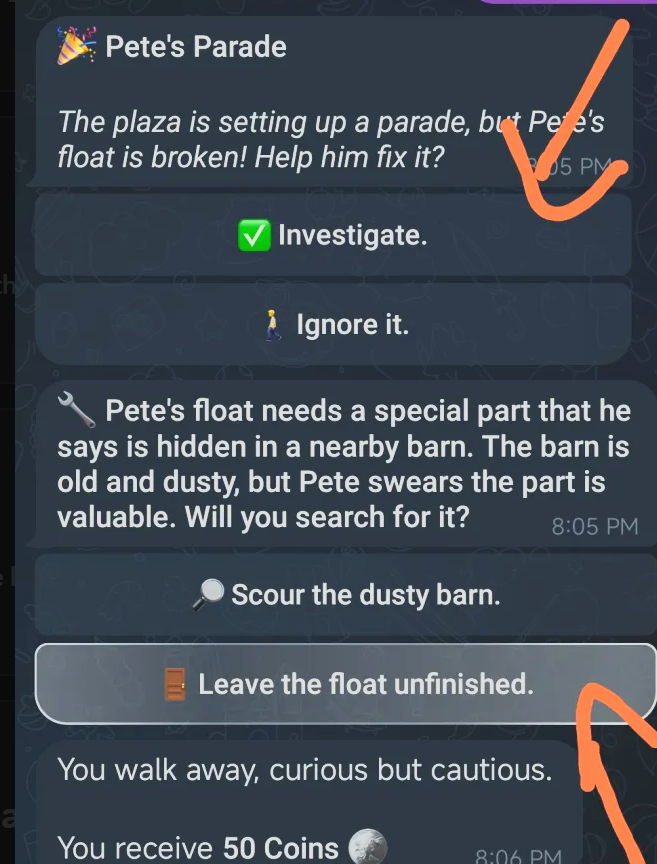 🎉 Pete's Parade
The plaza is setting up a parade, but Pete's
float is broken! Help him fix it?
05 PM
✅ Investigate.
🚶 Ignore it.
🔧 Pete's float needs a special part that he
says is hidden in a nearby barn. The barn is
old and dusty, but Pete swears the part is
valuable. Will you search for it?
8:05 PM
🔎 Scour the dusty barn.
🚪 Leave the float unfinished.
You walk away, curious but cautious.
You receive 50 Coins
8:06 PM